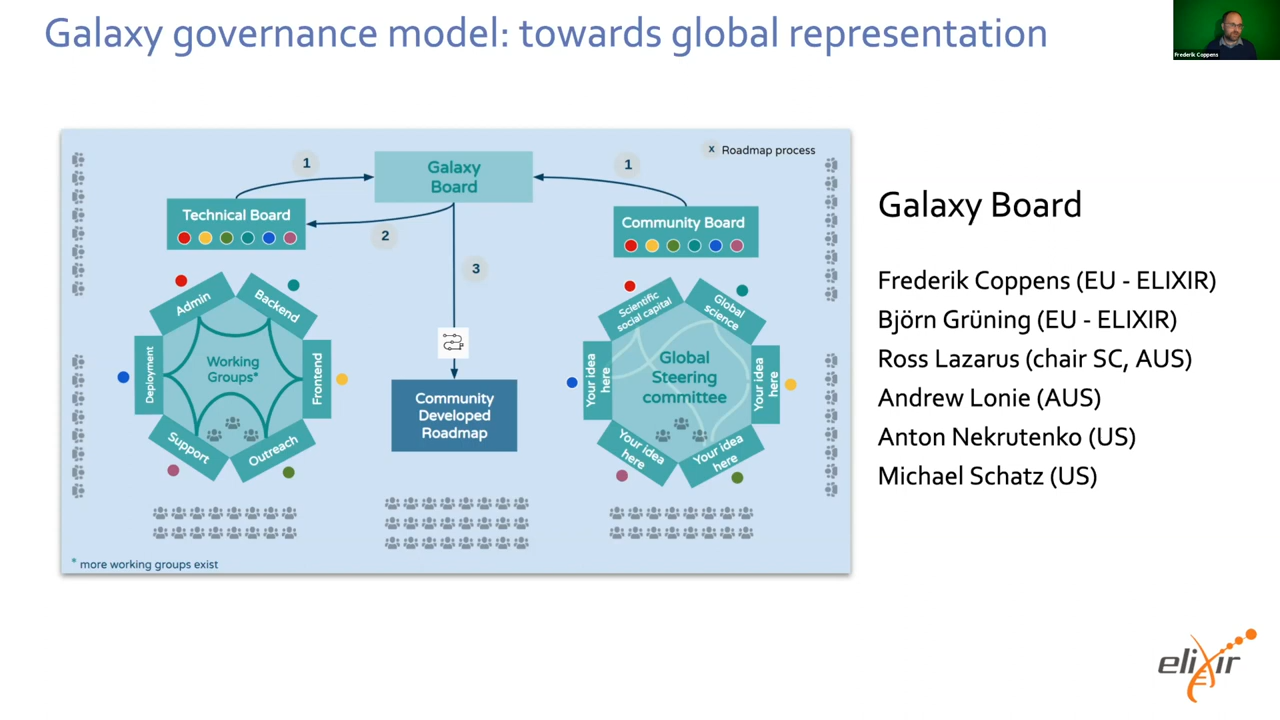 Galaxy governance model: towards global representation
Frederik Coppens
x Roadmap process
1
Galaxy
Board
1
Technical Board
2
Community Board
3
Admin
Backend
Deployment
Working
Groups*
Frontend
Support
Outreach
Community
Developed
Roadmap
Scientific
social capital
Global
science
Your idea
here
Global
Steering
committee
Your idea
here
Your idea
here
Your idea
here
* more working groups exist
Galaxy Board
Frederik Coppens (EU - ELIXIR)
Björn Grüning (EU - ELIXIR)
Ross Lazarus (chair SC, AUS)
Andrew Lonie (AUS)
Anton Nekrutenko (US)
Michael Schatz (US)
elixir